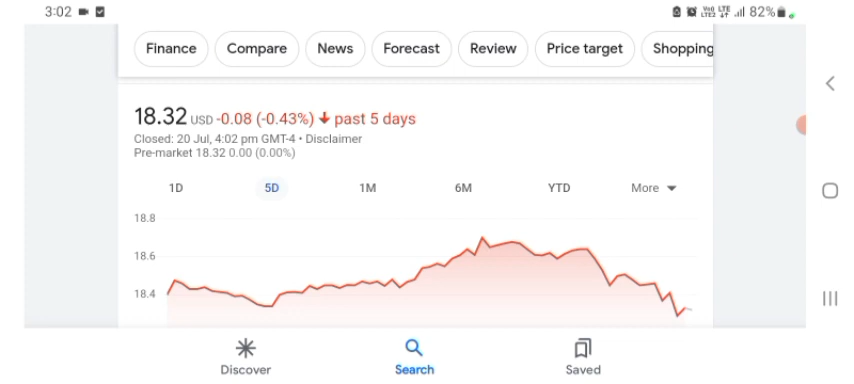 3:02 82%
Finance Compare News Forecast Review Price target Shopping
18.32 USD -0.08 (-0.43%) past 5 days
Closed: 20 Jul, 4:02 pm GMT-4 • Disclaimer
Pre-market 18.32 0.00 (0.00%)
1D 5D 1M 6M YTD More
18.8
18.6
18.4
Discover Search Saved